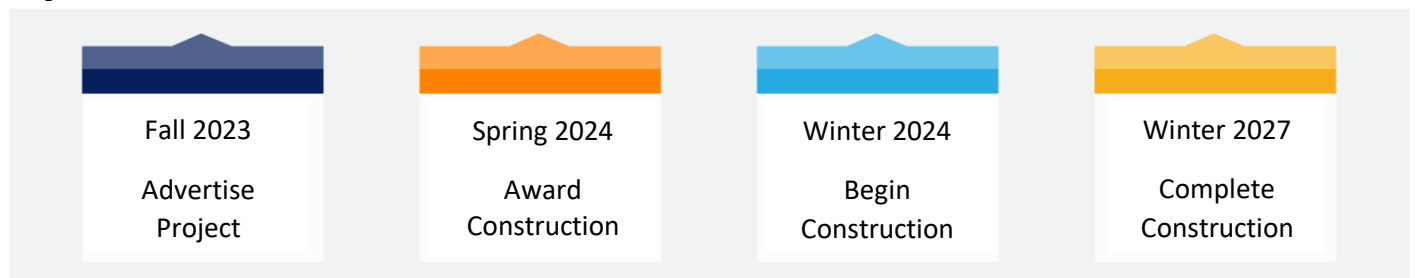 Fall 2023
Advertise
Project
Spring 2024
Award
Construction
Winter 2024
Begin
Construction
Winter 2027
Complete
Construction